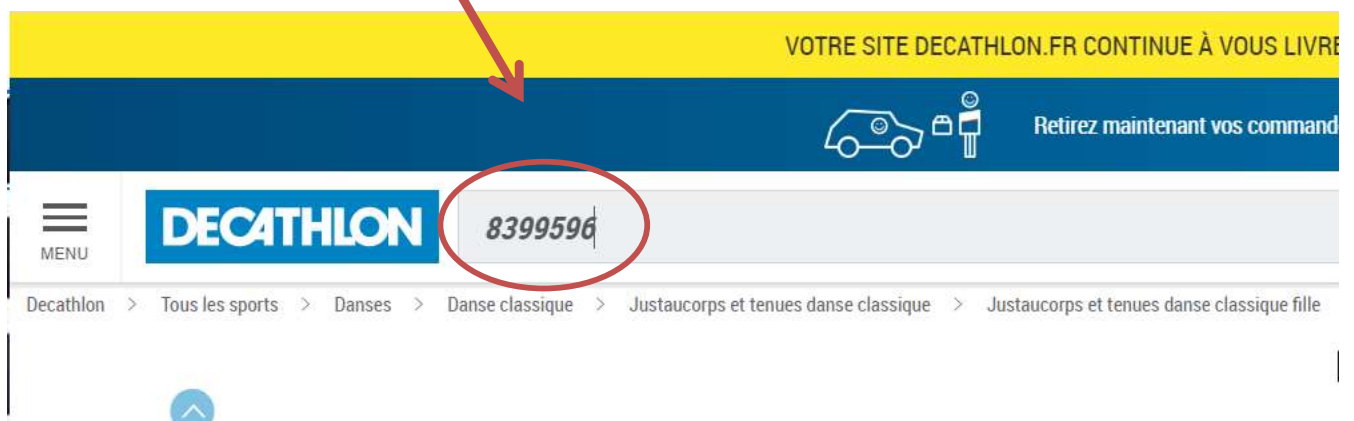 VOTRE SITE DECATHLON.FR CONTINUE À VOUS LIVRE
Retirez maintenant vos command
MENU
DECATHLON
8399596
Decathlon > Tous les sports > Danses > Danse classique > Justaucorps et tenues danse classique > Justaucorps et tenues danse classique fille